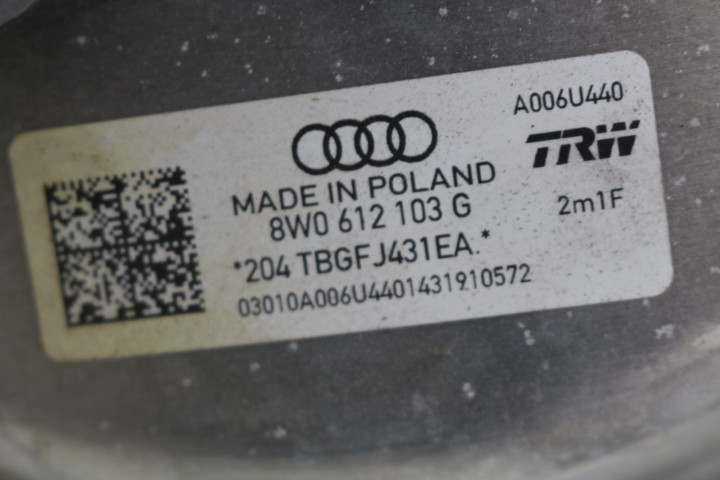 A006U440
TRW
MADE IN POLAND
8W0 612 103 G
2m1F
*204 TBGFJ431EA.*
03010A006U4401431910572